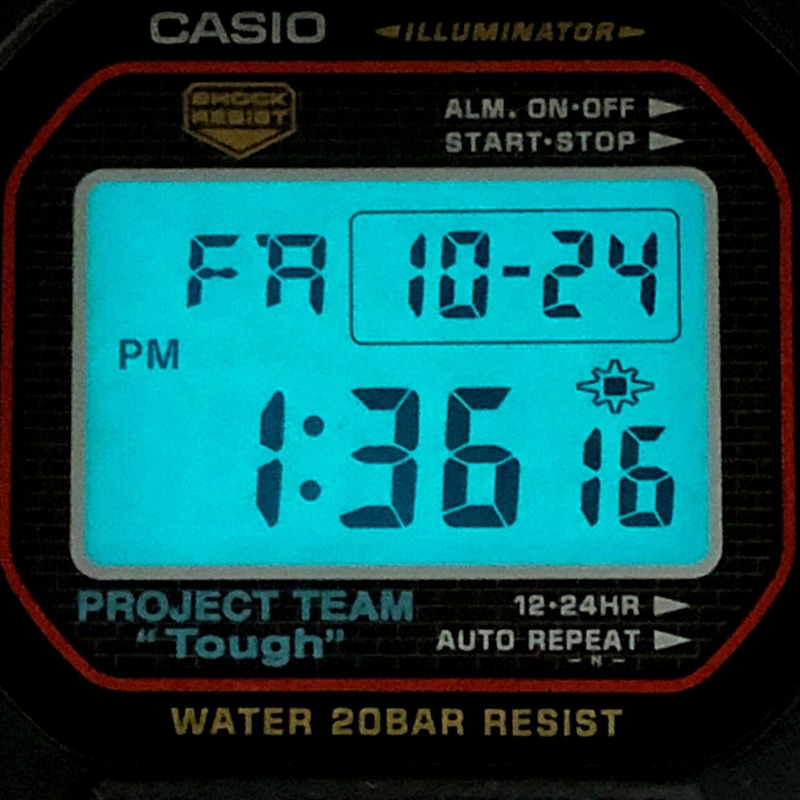 CASIO ILLUMINATOR
SHOCK
RESIST
ALM. ON·OFF
START·STOP
FR 10-24
PM
1:36 16
PROJECT TEAM
"Tough"
12·24HR
AUTO REPEAT
- N -
WATER 20BAR RESIST